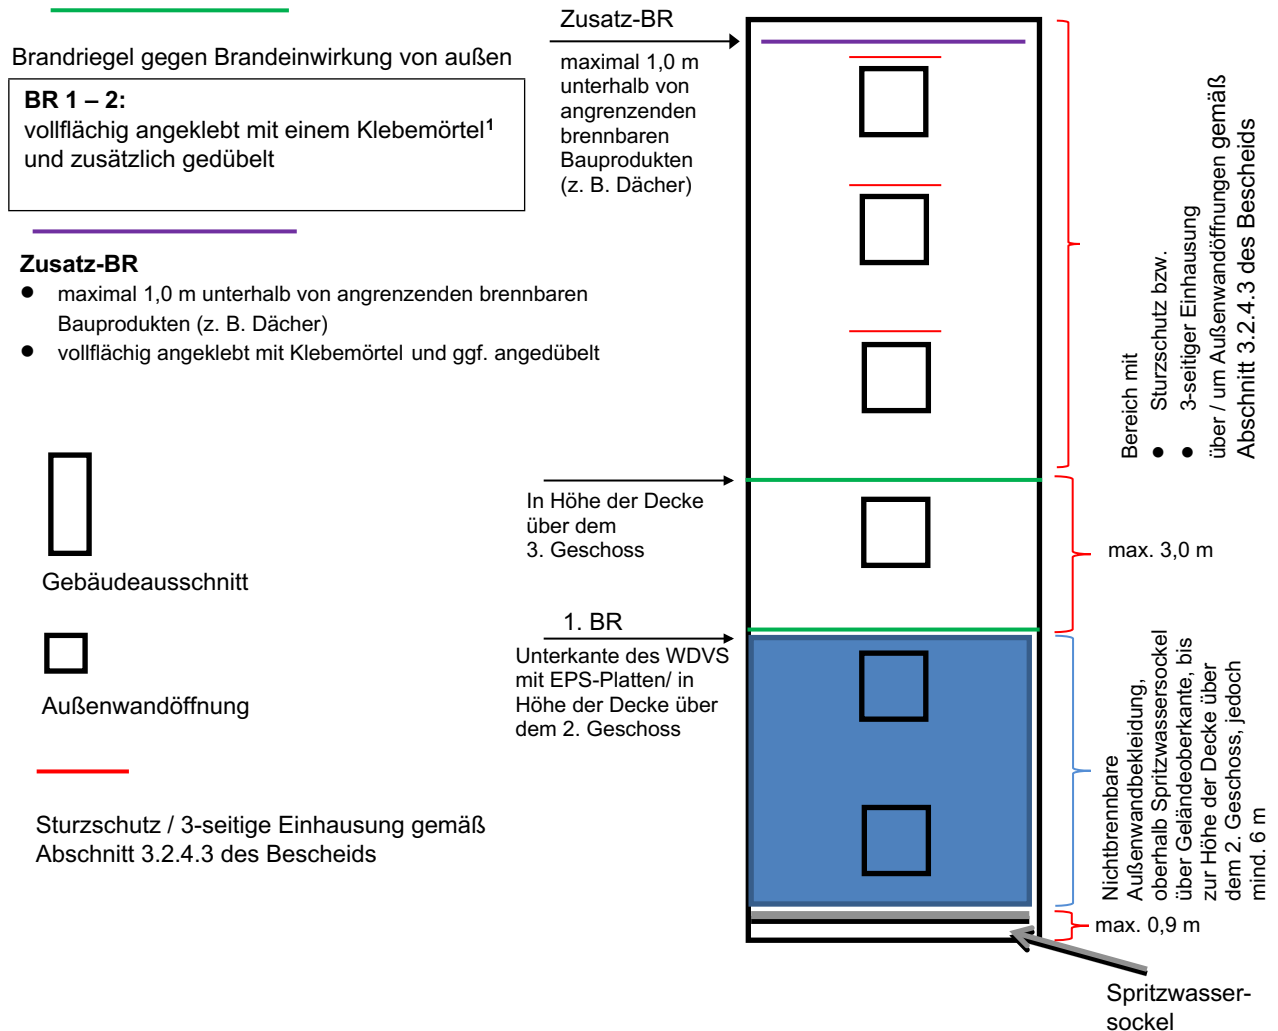 Brandriegel gegen Brandeinwirkung von außen
BR 1 – 2:
vollflächig angeklebt mit einem Klebemörtel¹
und zusätzlich gedübelt
Zusatz-BR
● maximal 1,0 m unterhalb von angrenzenden brennbaren
Bauprodukten (z. B. Dächer)
● vollflächig angeklebt mit Klebemörtel und ggf. angedübelt
Gebäudeausschnitt
Außenwandöffnung
Sturzschutz / 3-seitige Einhausung gemäß
Abschnitt 3.2.4.3 des Bescheids
Zusatz-BR
maximal 1,0 m
unterhalb von
angrenzenden
brennbaren
Bauprodukten
(z. B. Dächer)
In Höhe der Decke
über dem
3. Geschoss
1. BR
Unterkante des WDVS
mit EPS-Platten/ in
Höhe der Decke über
dem 2. Geschoss
Bereich mit
● Sturzschutz bzw.
● 3-seitiger Einhausung
über / um Außenwandöffnungen gemäß
Abschnitt 3.2.4.3 des Bescheids
max. 3,0 m
Nichtbrennbare
Außenwandbekleidung,
oberhalb Spritzwassersockel
über Geländeoberkante, bis
zur Höhe der Decke über
dem 2. Geschoss, jedoch
mind. 6 m
max. 0,9 m
Spritzwasser-
sockel